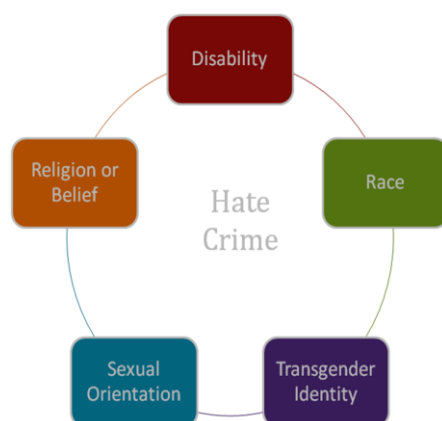 Disability
Religion or
Belief
Race
Hate
Crime
Sexual
Orientation
Transgender
Identity